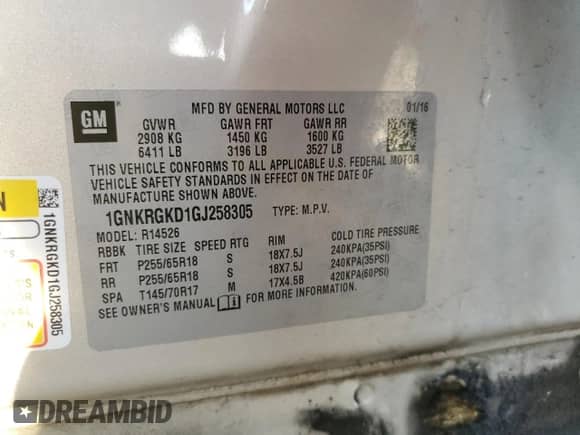 GM
MFD BY GENERAL MOTORS LLC 01/16
GVWR GAWR FRT GAWR RR
2908 KG 1450 KG 1600 KG
6411 LB 3196 LB 3527 LB
THIS VEHICLE CONFORMS TO ALL APPLICABLE U.S. FEDERAL MOTOR
VEHICLE SAFETY STANDARDS IN EFFECT ON THE DATE OF
MANUFACTURE SHOWN ABOVE.
1GNKRGKD1GJ258305 TYPE: M.P.V.
MODEL: R14526
RBBK TIRE SIZE SPEED RTG RIM COLD TIRE PRESSURE
FRT P255/65R18 S 18X7.5J 240KPA(35PSI)
RR P255/65R18 S 18X7.5J 240KPA(35PSI)
SPA T145/70R17 M 17X4.5B 420KPA(60PSI)
SEE OWNER'S MANUAL FOR MORE INFORMATION.
1GNKRGKD1GJ258305
DREAMBID